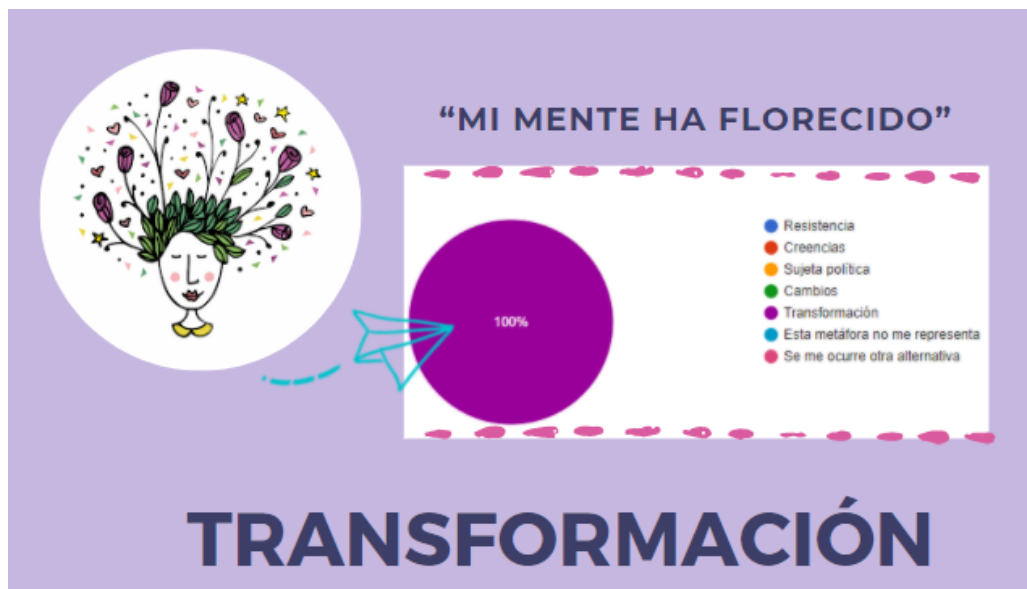 “MI MENTE HA FLORECIDO”
100%
Resistencia
Creencias
Sujeta política
Cambios
Transformación
Esta metáfora no me representa
Se me ocurre otra alternativa
TRANSFORMACIÓN